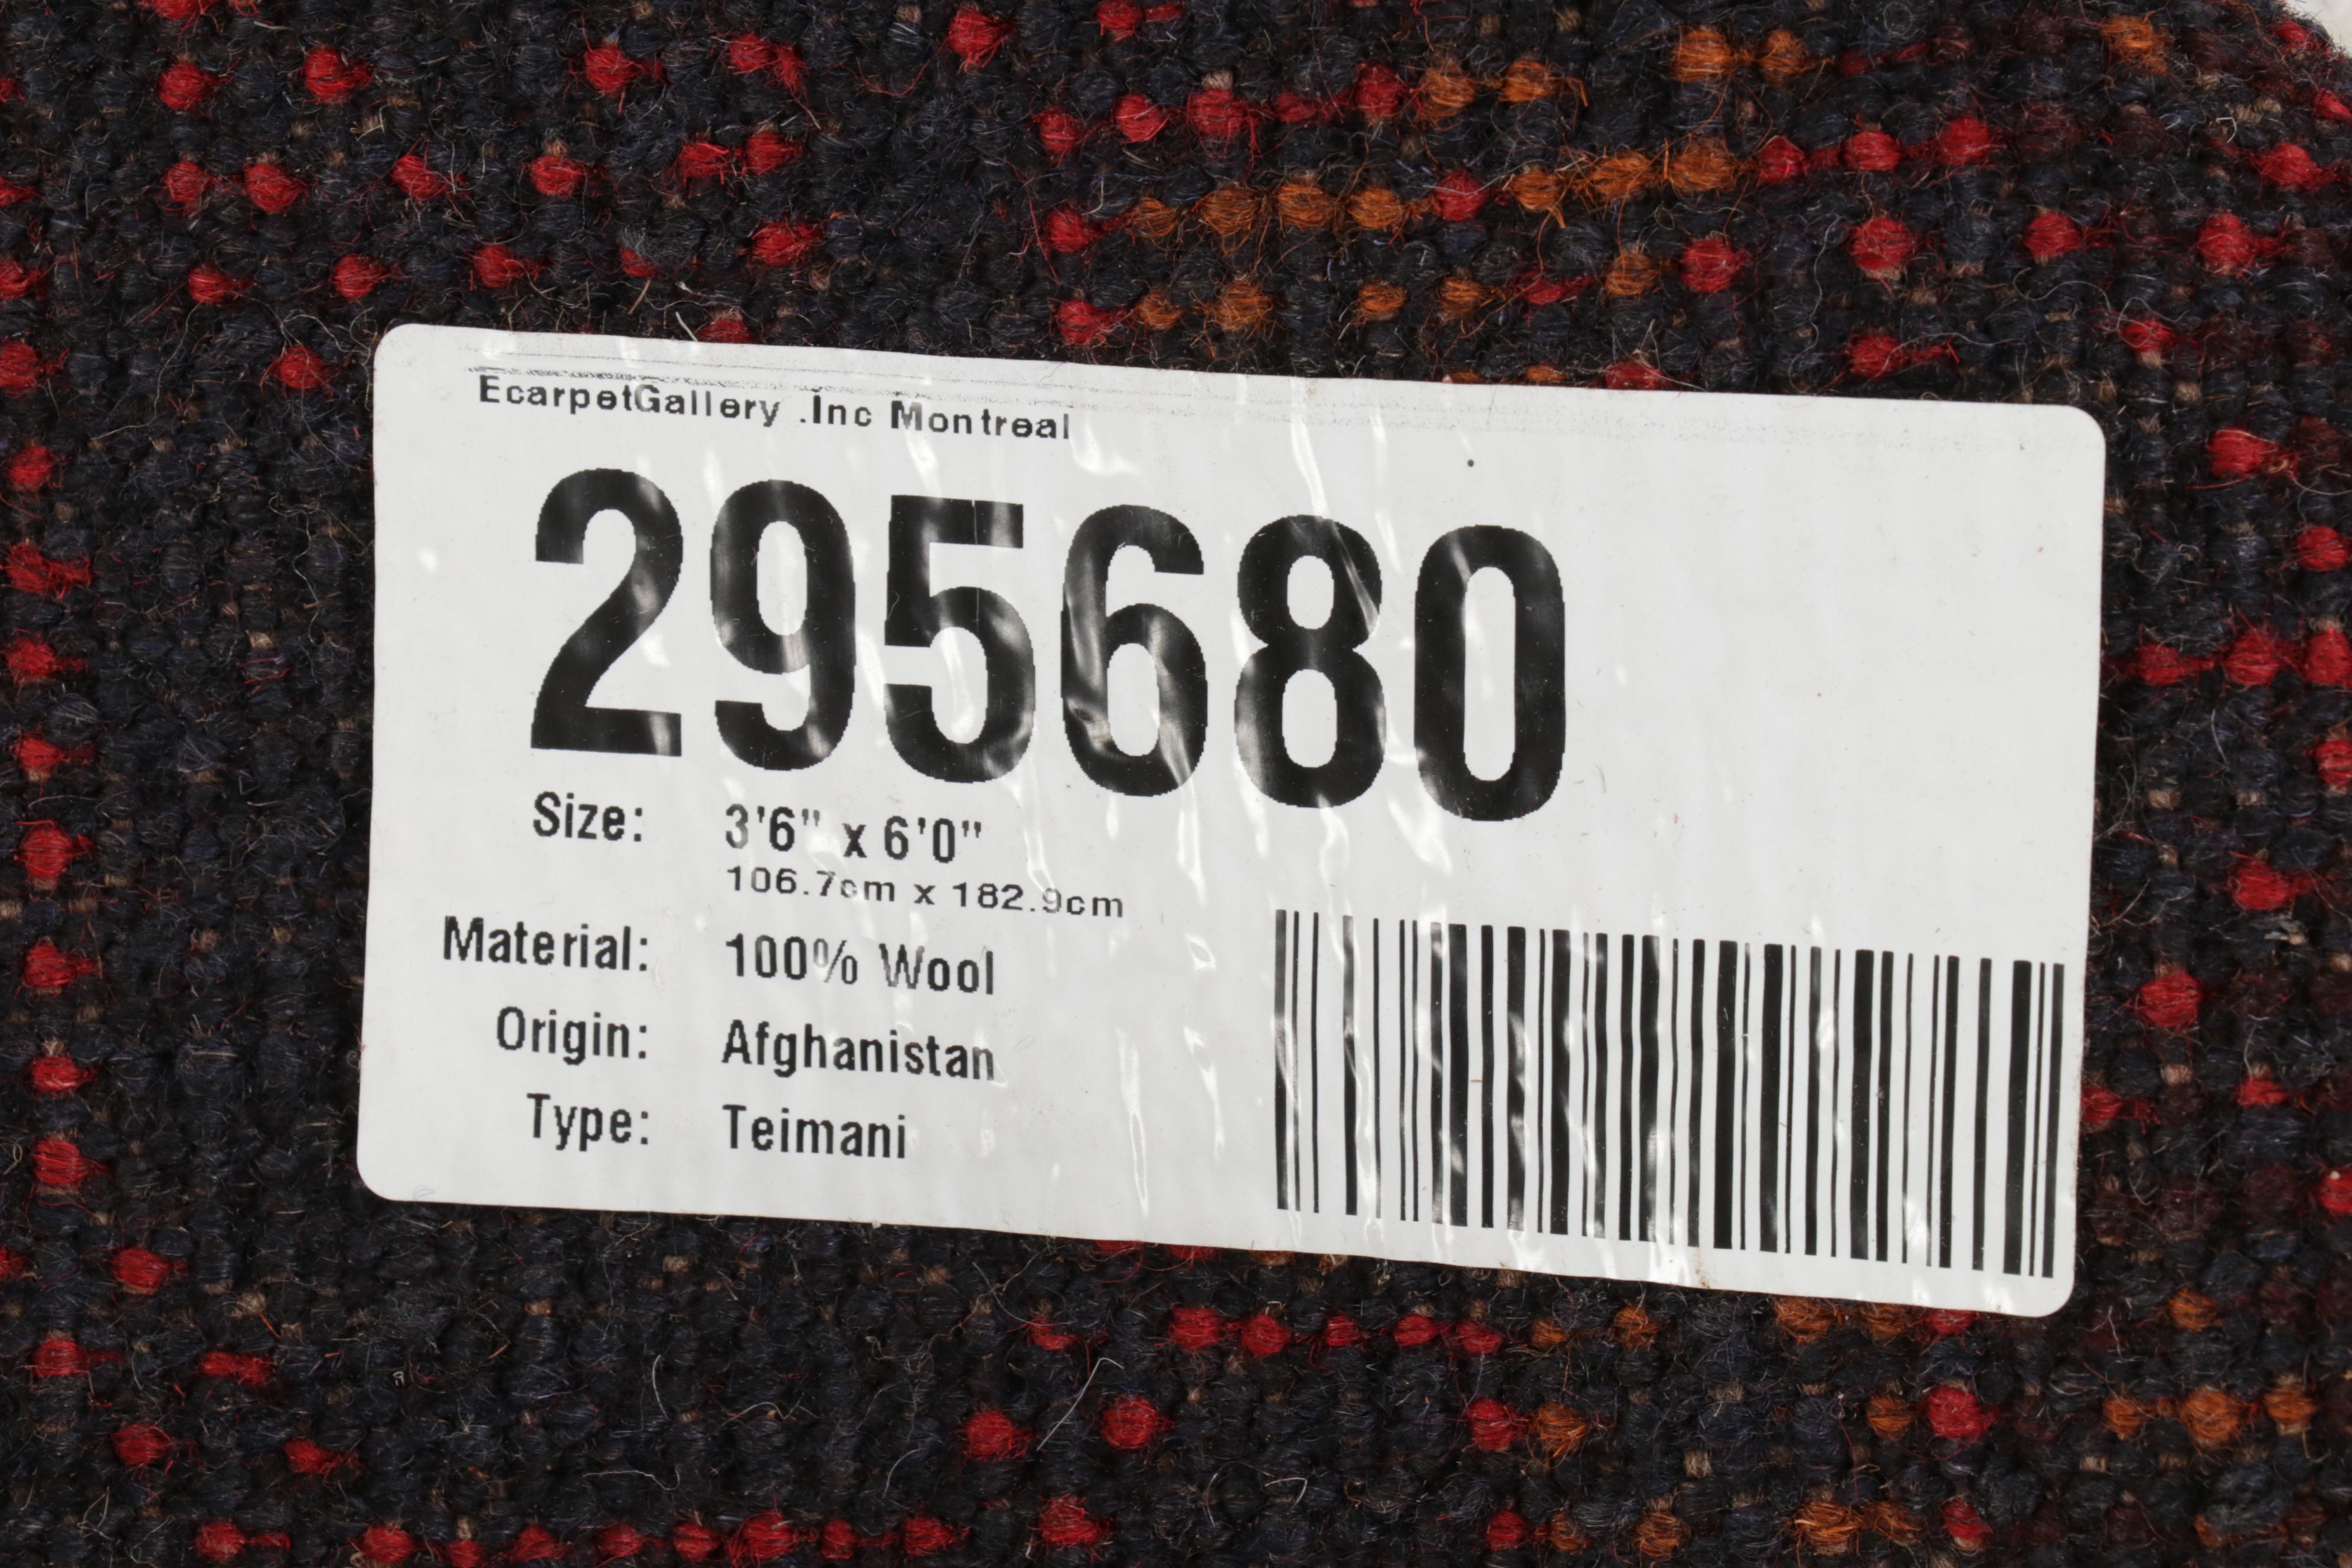 EcarpetGallery .Inc Montreal
295680
Size: 3'6" x 6'0"
106.7cm x 182.9cm
Material: 100% Wool
Origin: Afghanistan
Type: Teimani